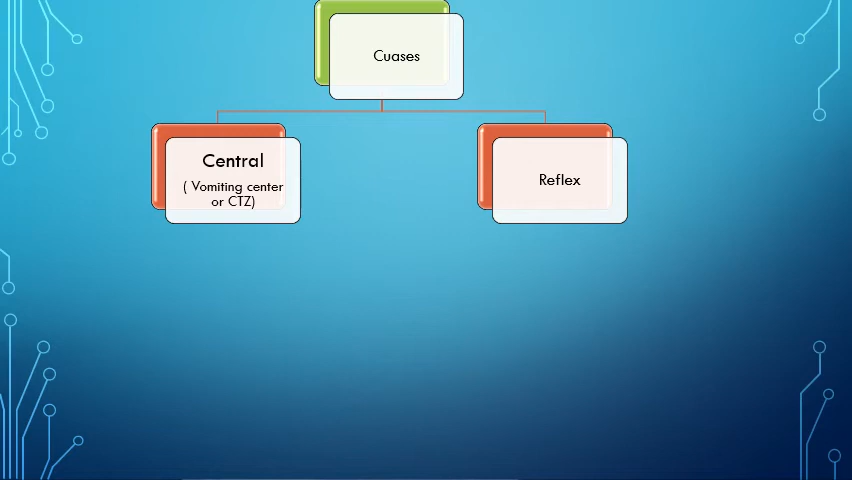 Cuases
Central
( Vomiting center
or CTZ)
Reflex